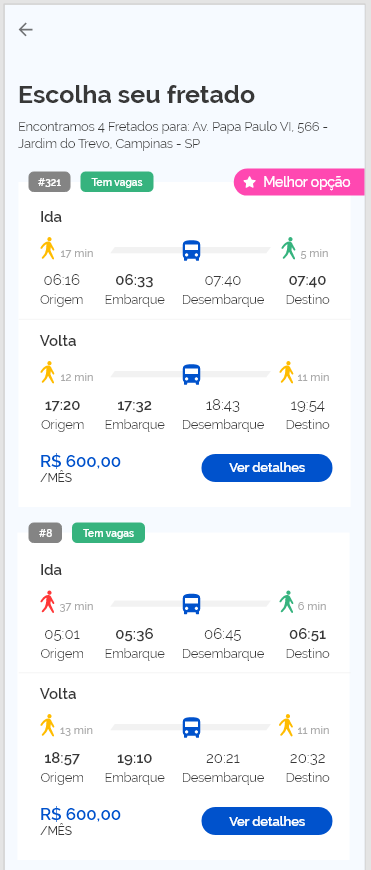 Escolha seu fretado
Encontramos 4 Fretados para: Av. Papa Paulo VI, 566 -
Jardim do Trevo, Campinas - SP
#321 Tem vagas Melhor opção
Ida
17 min 5 min
06:16 06:33 07:40 07:40
Origem Embarque Desembarque Destino
Volta
12 min 11 min
17:20 17:32 18:43 19:54
Origem Embarque Desembarque Destino
R$ 600,00 Ver detalhes
/MÊS
#8 Tem vagas
Ida
37 min 6 min
05:01 05:36 06:45 06:51
Origem Embarque Desembarque Destino
Volta
13 min 11 min
18:57 19:10 20:21 20:32
Origem Embarque Desembarque Destino
R$ 600,00 Ver detalhes
/MÊS